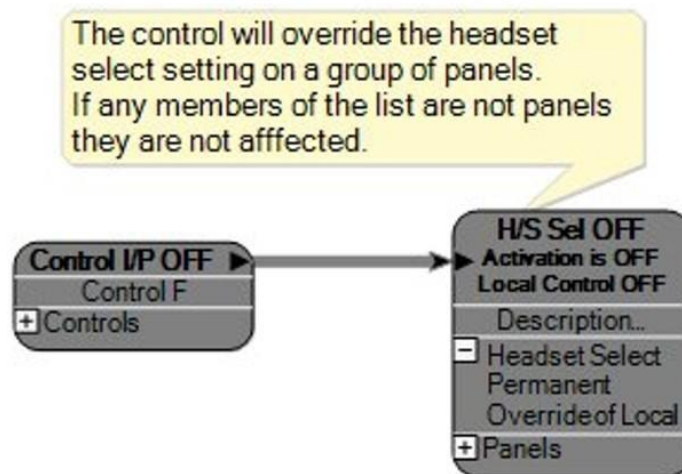 The control will override the headset
select setting on a group of panels.
If any members of the list are not panels
they are not afffected.
Control I/P OFF
Control F
Controls
H/S Sel OFF
Activation is OFF
Local Control OFF
Description...
Headset Select
Permanent
Override of Local
Panels